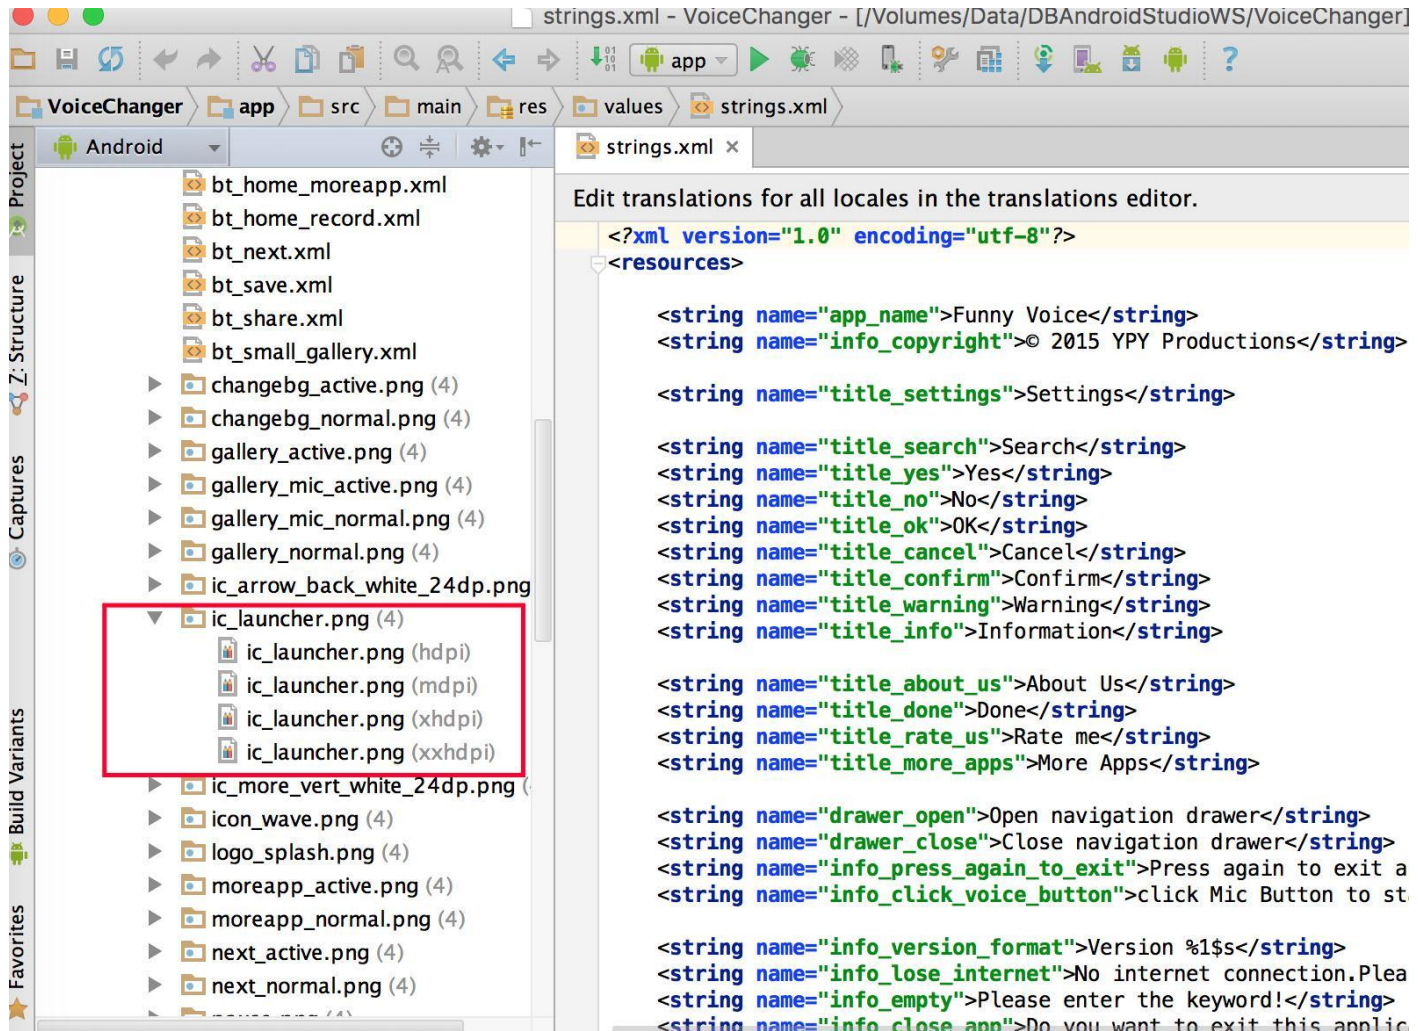 strings.xml - VoiceChanger - [/Volumes/Data/DBAndroidStudioWS/VoiceChanger]
app
VoiceChanger app src main res values strings.xml
Android
strings.xml
Project
Z: Structure
Captures
Build Variants
Favorites
bt_home_moreapp.xml
bt_home_record.xml
bt_next.xml
bt_save.xml
bt_share.xml
bt_small_gallery.xml
changebg_active.png (4)
changebg_normal.png (4)
gallery_active.png (4)
gallery_mic_active.png (4)
gallery_mic_normal.png (4)
gallery_normal.png (4)
ic_arrow_back_white_24dp.png
ic_launcher.png (4)
ic_launcher.png (hdpi)
ic_launcher.png (mdpi)
ic_launcher.png (xhdpi)
ic_launcher.png (xxhdpi)
ic_more_vert_white_24dp.png (
icon_wave.png (4)
logo_splash.png (4)
moreapp_active.png (4)
moreapp_normal.png (4)
next_active.png (4)
next_normal.png (4)
Edit translations for all locales in the translations editor.
<?xml version="1.0" encoding="utf-8"?>
<resources>
<string name="app_name">Funny Voice</string>
<string name="info_copyright">© 2015 YPY Productions</string>
<string name="title_settings">Settings</string>
<string name="title_search">Search</string>
<string name="title_yes">Yes</string>
<string name="title_no">No</string>
<string name="title_ok">OK</string>
<string name="title_cancel">Cancel</string>
<string name="title_confirm">Confirm</string>
<string name="title_warning">Warning</string>
<string name="title_info">Information</string>
<string name="title_about_us">About Us</string>
<string name="title_done">Done</string>
<string name="title_rate_us">Rate me</string>
<string name="title_more_apps">More Apps</string>
<string name="drawer_open">Open navigation drawer</string>
<string name="drawer_close">Close navigation drawer</string>
<string name="info_press_again_to_exit">Press again to exit a
<string name="info_click_voice_button">click Mic Button to st
<string name="info_version_format">Version %1$s</string>
<string name="info_lose_internet">No internet connection.Plea
<string name="info_empty">Please enter the keyword!</string>
<string name="info_close_app">Do you want to exit this applic